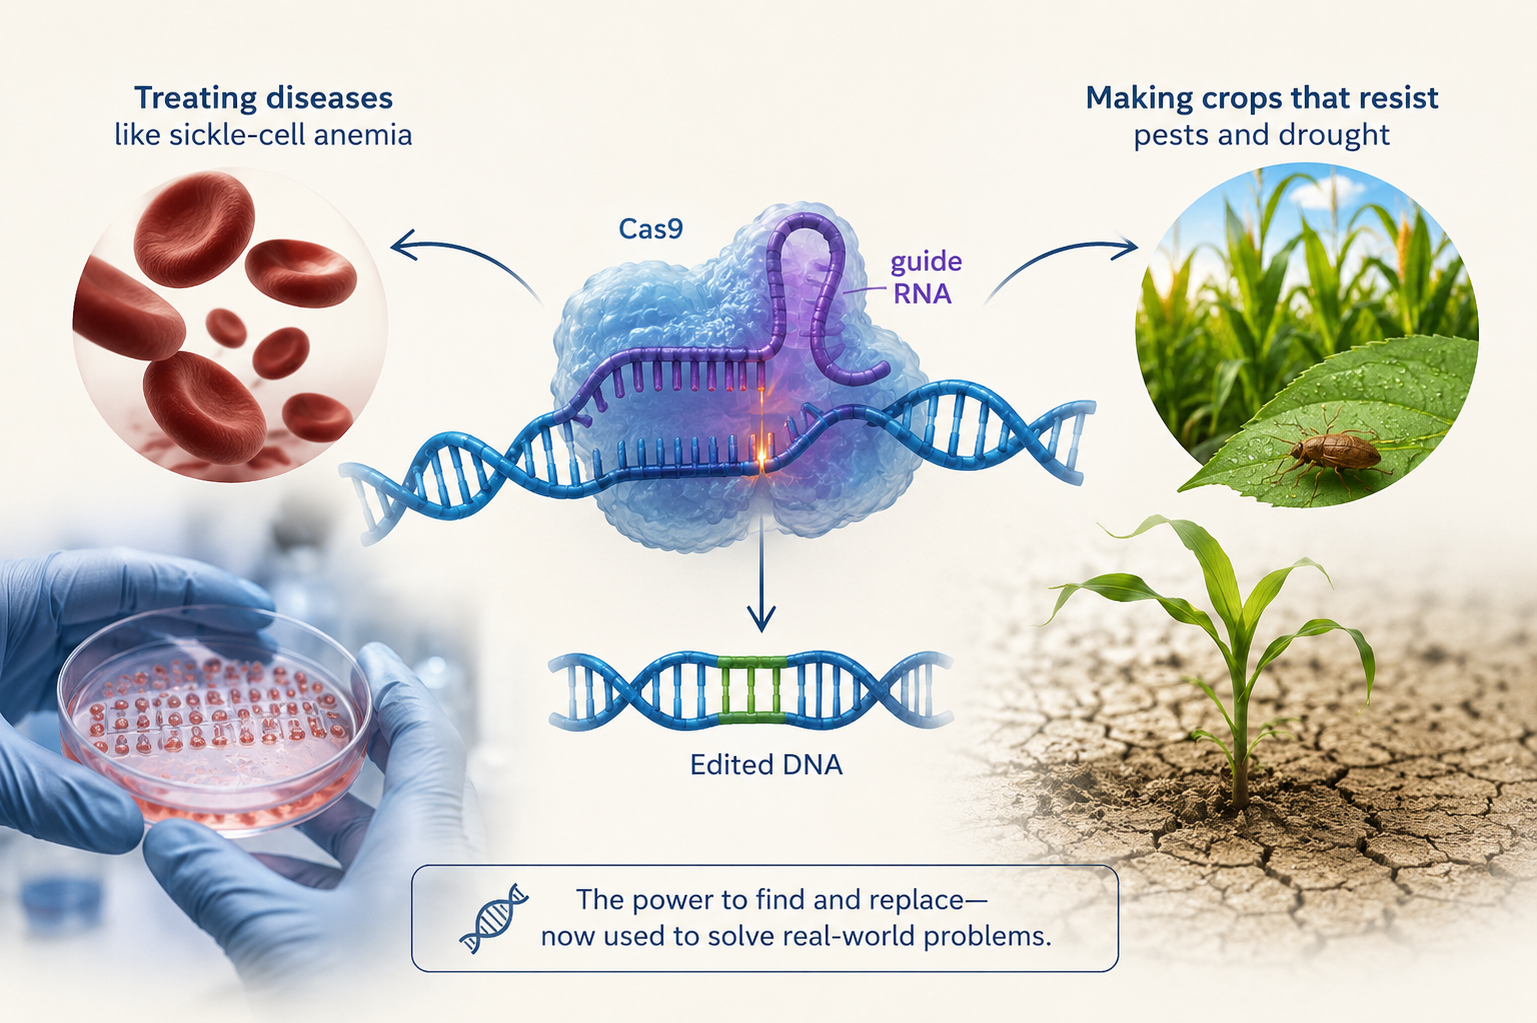 Treating diseases
like sickle-cell anemia
Making crops that resist
pests and drought
Cas9
guide
RNA
Edited DNA
The power to find and replace—
now used to solve real-world problems.